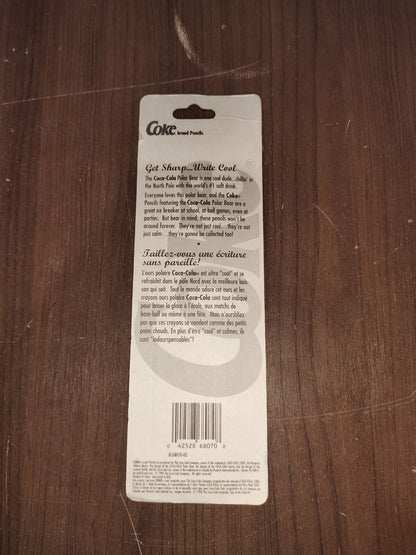 Coke brand Pencils
Get Sharp...Write Cool
The Coca-Cola Polar Bear is one cool dude...chillin' in
the North Pole with the world's #1 soft drink.
Everyone loves this polar bear, and the Coke®
Pencils featuring the Coca-Cola Polar Bear are a
great ice breaker at school, at ball games, even at
parties. But bear in mind, these pencils won't be
around forever. They're not just cool...they're not
just calm...they're gonna be collected too!
Taillez-vous une écriture
sans pareille!
L'ours polaire Coca-Cola® est ultra "cool" et se
rafraîchit dans le pôle Nord avec la meilleure bois-
son qui soit. Tout le monde adore cet ours et les
crayons ours polaire Coca-Cola sont tout indiqué
pour briser la glace à l'école, aux matchs de
base-ball ou même à une fête. Mais n'oubliez
pas que ces crayons se vendent comme des petits
pains chauds. En plus d'être "cool" et calmes, ils
sont "indourspensables"!
0 42528 68070 8